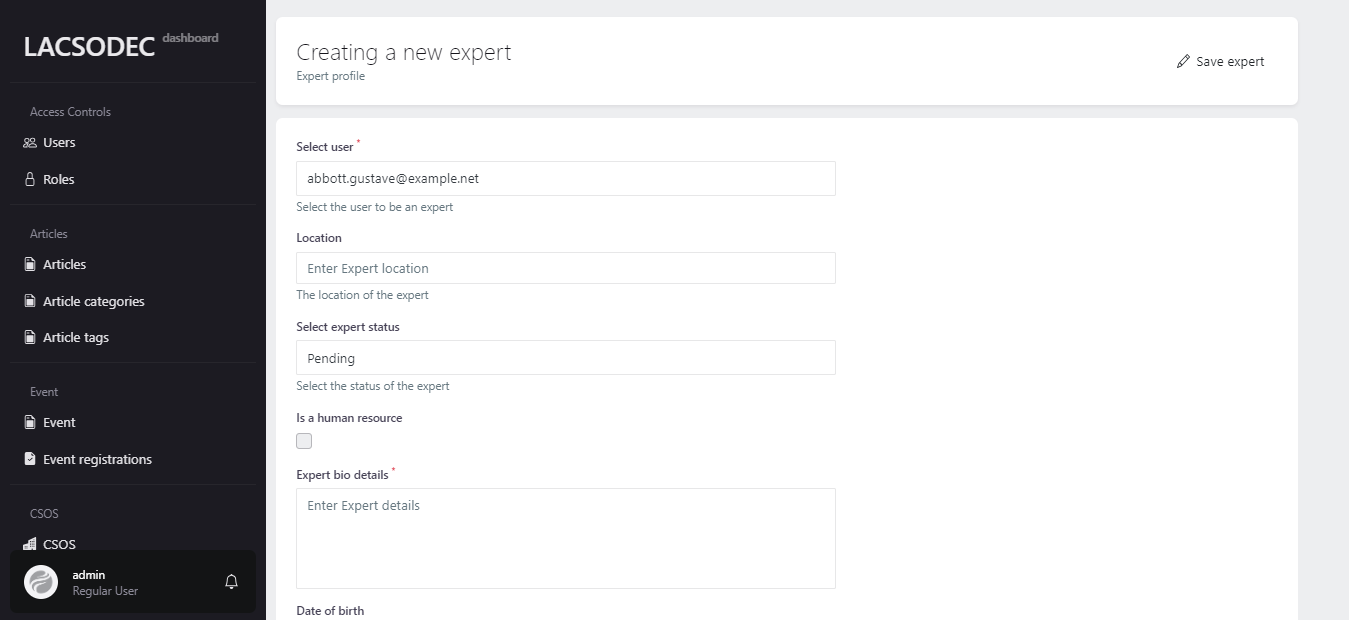 LACSODEC dashboard
Access Controls
Users
Roles
Articles
Articles
Article categories
Article tags
Event
Event
Event registrations
CSOS
CSOS
admin
Regular User
Creating a new expert
Expert profile
Save expert
Select user *
abbott.gustave@example.net
Select the user to be an expert
Location
Enter Expert location
The location of the expert
Select expert status
Pending
Select the status of the expert
Is a human resource
Expert bio details *
Enter Expert details
Date of birth